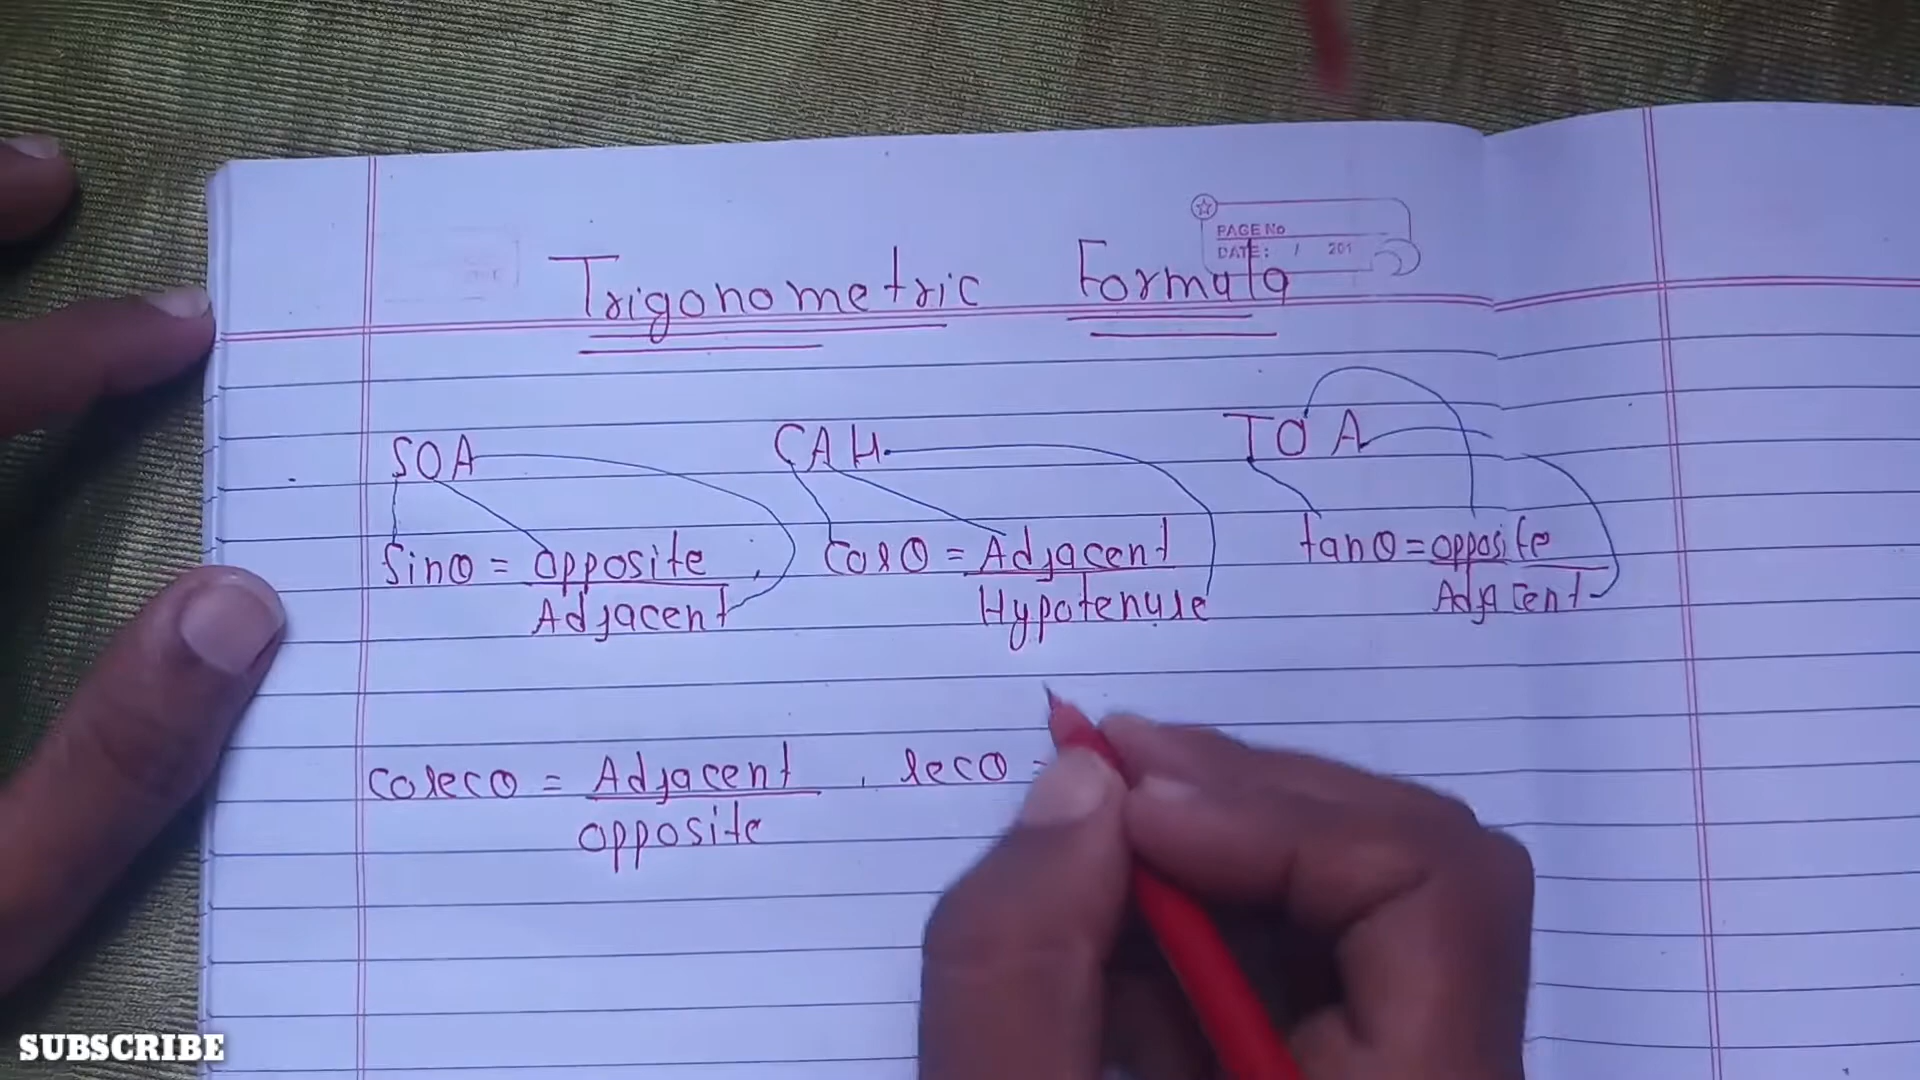 PAGE No
DATE: / 201
Trigonometric Formula
SOA CAH TOA
Sinθ = opposite , Cosθ = Adjacent tanθ = opposite
Adjacent Hypotenuse Adjacent
cosecθ = Adjacent , secθ =
opposite
SUBSCRIBE